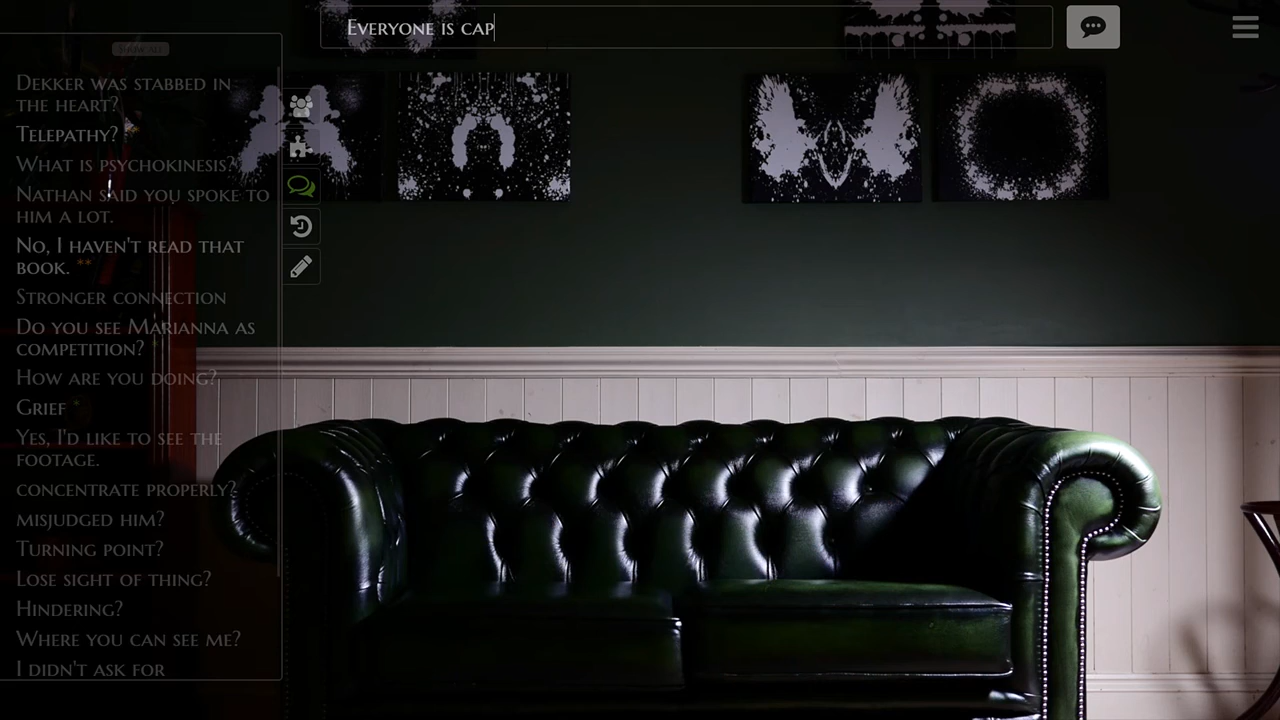 Everyone is cap
Show all
Dekker was stabbed in
the heart?
Telepathy? *
What is psychokinesis?
Nathan said you spoke to
him a lot.
No, I haven't read that
book. **
Stronger connection
Do you see Marianna as
competition? *
How are you doing?
Grief *
Yes, I'd like to see the
footage.
concentrate properly?
misjudged him?
Turning point?
Lose sight of thing?
Hindering?
Where you can see me?
I didn't ask for